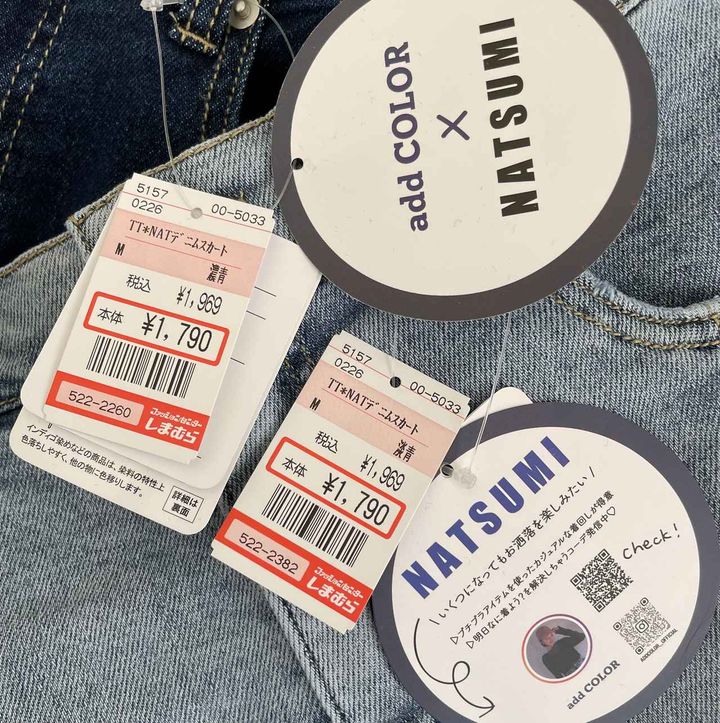 add COLOR
×
NATSUMI
5157
0226
00-5033
TT*NATデニムスカート
M
濃青
税込 ¥1,969
本体 ¥1,790
522-2260
ファッションセンター
しまむら
インディゴ染めなどの商品は、染料の特性上
色落ちしやすく、他の物に色移りします。
詳細は
裏面
5157
0226
00-5033
TT*NATデニムスカート
M
濃青
税込 ¥1,969
本体 ¥1,790
522-2382
ファッションセンター
しまむら
NATSUMI
\ いくつになってもお洒落を楽しみたい /
▷プチプラアイテムを使ったカジュアルな着回しが得意
▷明日なに着よう?を解決しちゃうコーデ発信中♡
Check!
add COLOR
ADDCOLOR_OFFICIAL